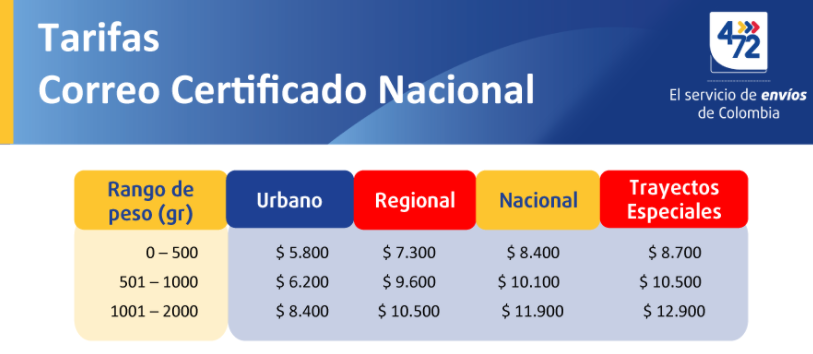 Tarifas
Correo Certificado Nacional
472
El servicio de envíos
de Colombia
Rango de
peso (gr)
Urbano
Regional
Nacional
Trayectos
Especiales
0 – 500 $ 5.800 $ 7.300 $ 8.400 $ 8.700
501 – 1000 $ 6.200 $ 9.600 $ 10.100 $ 10.500
1001 – 2000 $ 8.400 $ 10.500 $ 11.900 $ 12.900